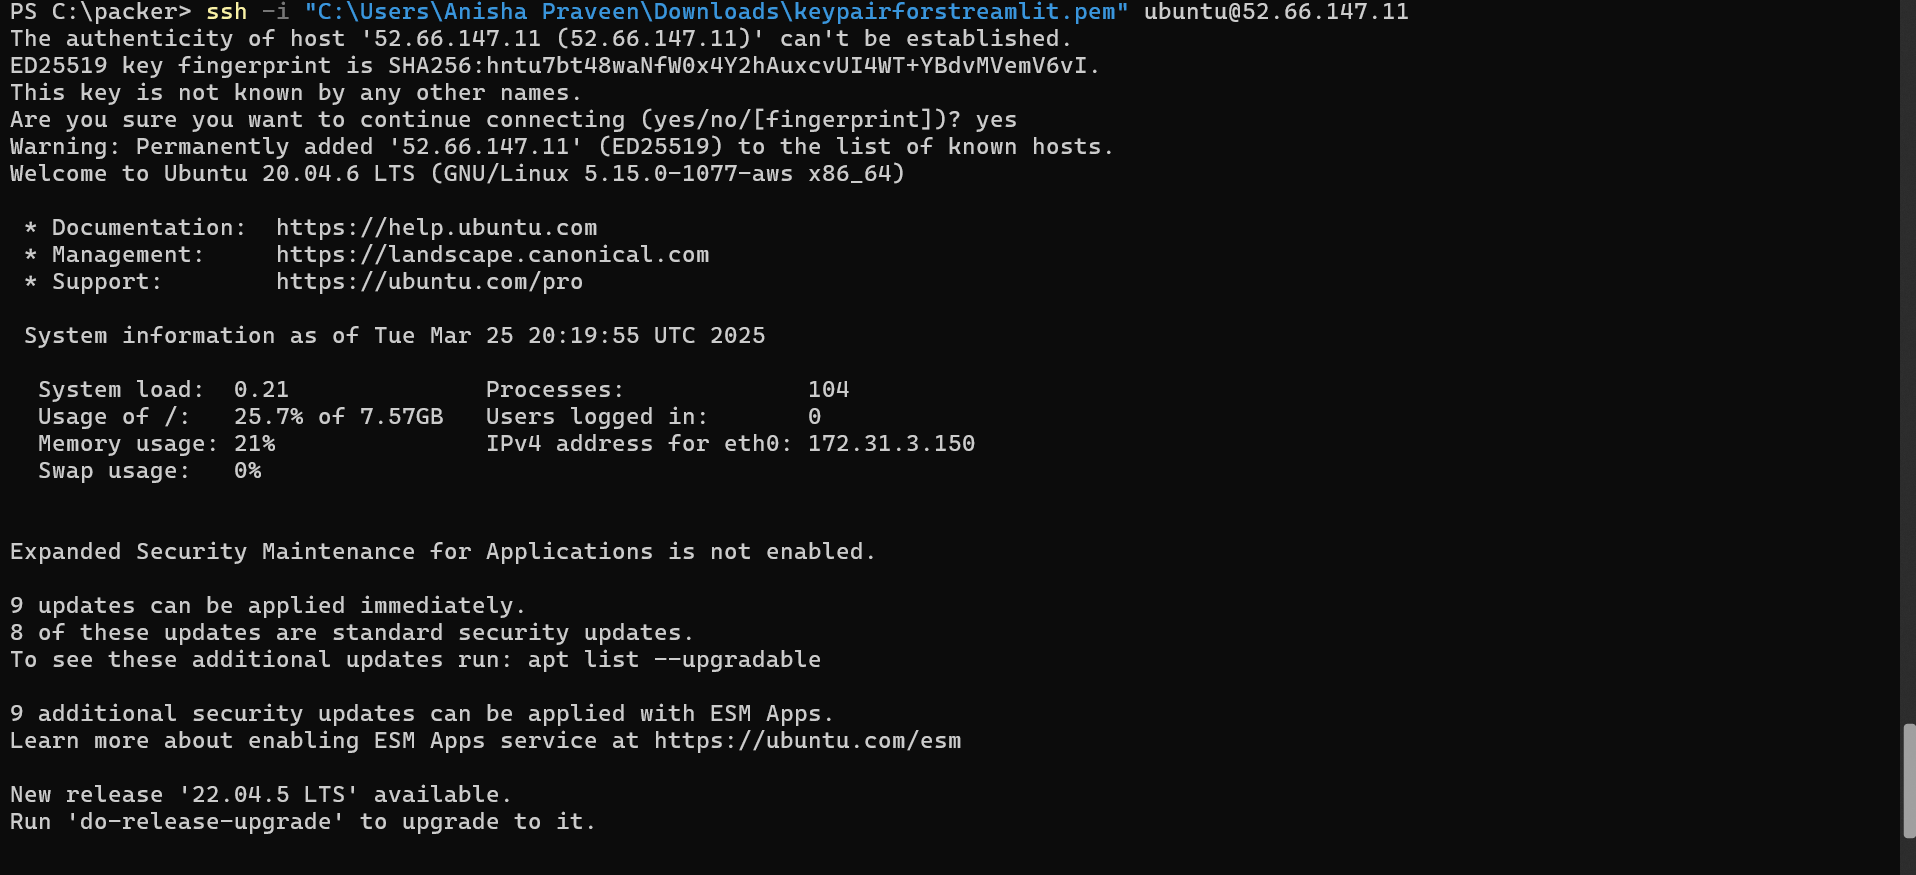 PS C:\packer> ssh -i "C:\Users\Anisha Praveen\Downloads\keypairforstreamlit.pem" ubuntu@52.66.147.11
The authenticity of host '52.66.147.11 (52.66.147.11)' can't be established.
ED25519 key fingerprint is SHA256:hntu7bt48waNfW0x4Y2hAuxcvUI4WT+YBdvMVemV6vI.
This key is not known by any other names.
Are you sure you want to continue connecting (yes/no/[fingerprint])? yes
Warning: Permanently added '52.66.147.11' (ED25519) to the list of known hosts.
Welcome to Ubuntu 20.04.6 LTS (GNU/Linux 5.15.0-1077-aws x86_64)

 * Documentation:  https://help.ubuntu.com
 * Management:     https://landscape.canonical.com
 * Support:        https://ubuntu.com/pro

 System information as of Tue Mar 25 20:19:55 UTC 2025

  System load:  0.21              Processes:             104
  Usage of /:   25.7% of 7.57GB   Users logged in:       0
  Memory usage: 21%               IPv4 address for eth0: 172.31.3.150
  Swap usage:   0%

Expanded Security Maintenance for Applications is not enabled.

9 updates can be applied immediately.
8 of these updates are standard security updates.
To see these additional updates run: apt list --upgradable

9 additional security updates can be applied with ESM Apps.
Learn more about enabling ESM Apps service at https://ubuntu.com/esm

New release '22.04.5 LTS' available.
Run 'do-release-upgrade' to upgrade to it.